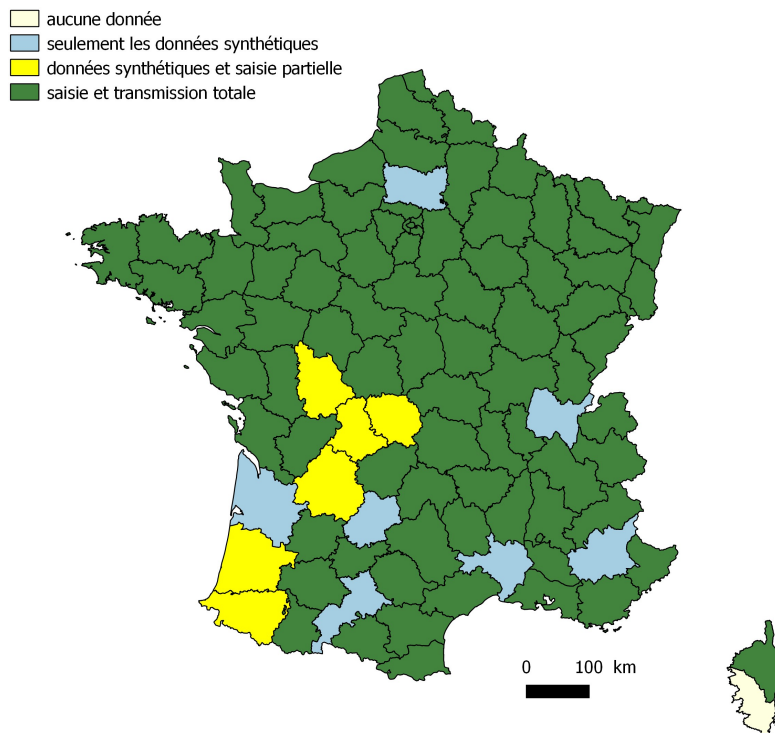 aucune donnée
seulement les données synthétiques
données synthétiques et saisie partielle
saisie et transmission totale
0 100 km